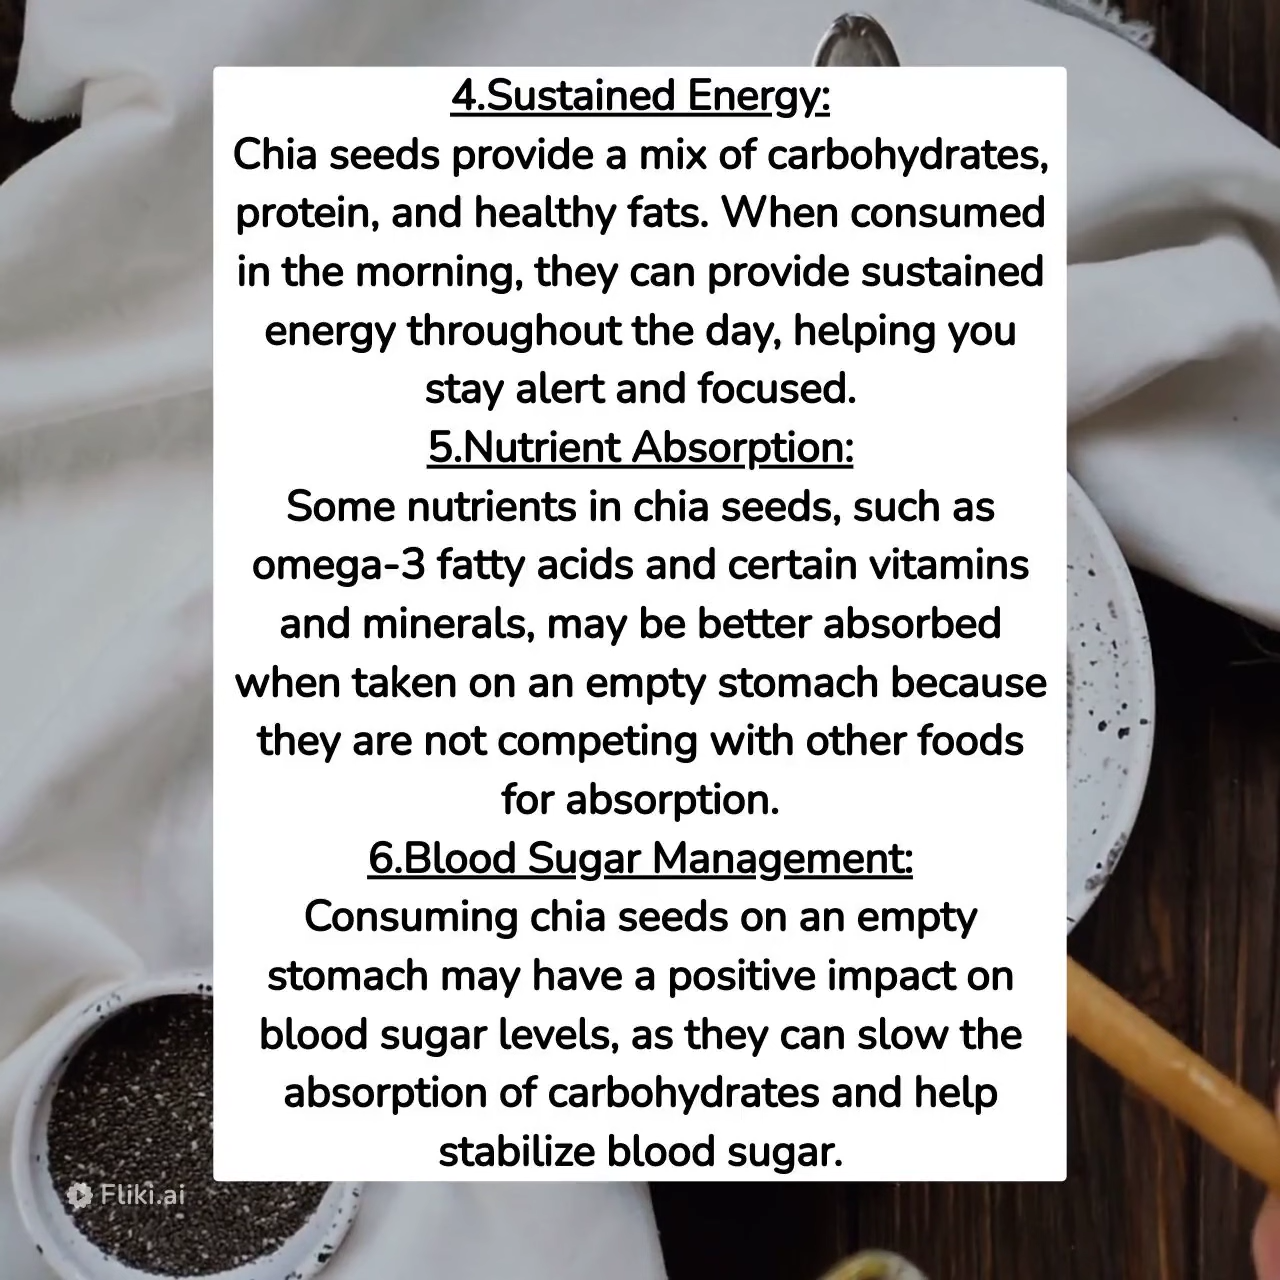 4.Sustained Energy:
Chia seeds provide a mix of carbohydrates,
protein, and healthy fats. When consumed
in the morning, they can provide sustained
energy throughout the day, helping you
stay alert and focused.
5.Nutrient Absorption:
Some nutrients in chia seeds, such as
omega-3 fatty acids and certain vitamins
and minerals, may be better absorbed
when taken on an empty stomach because
they are not competing with other foods
for absorption.
6.Blood Sugar Management:
Consuming chia seeds on an empty
stomach may have a positive impact on
blood sugar levels, as they can slow the
absorption of carbohydrates and help
stabilize blood sugar.
Fliki.ai